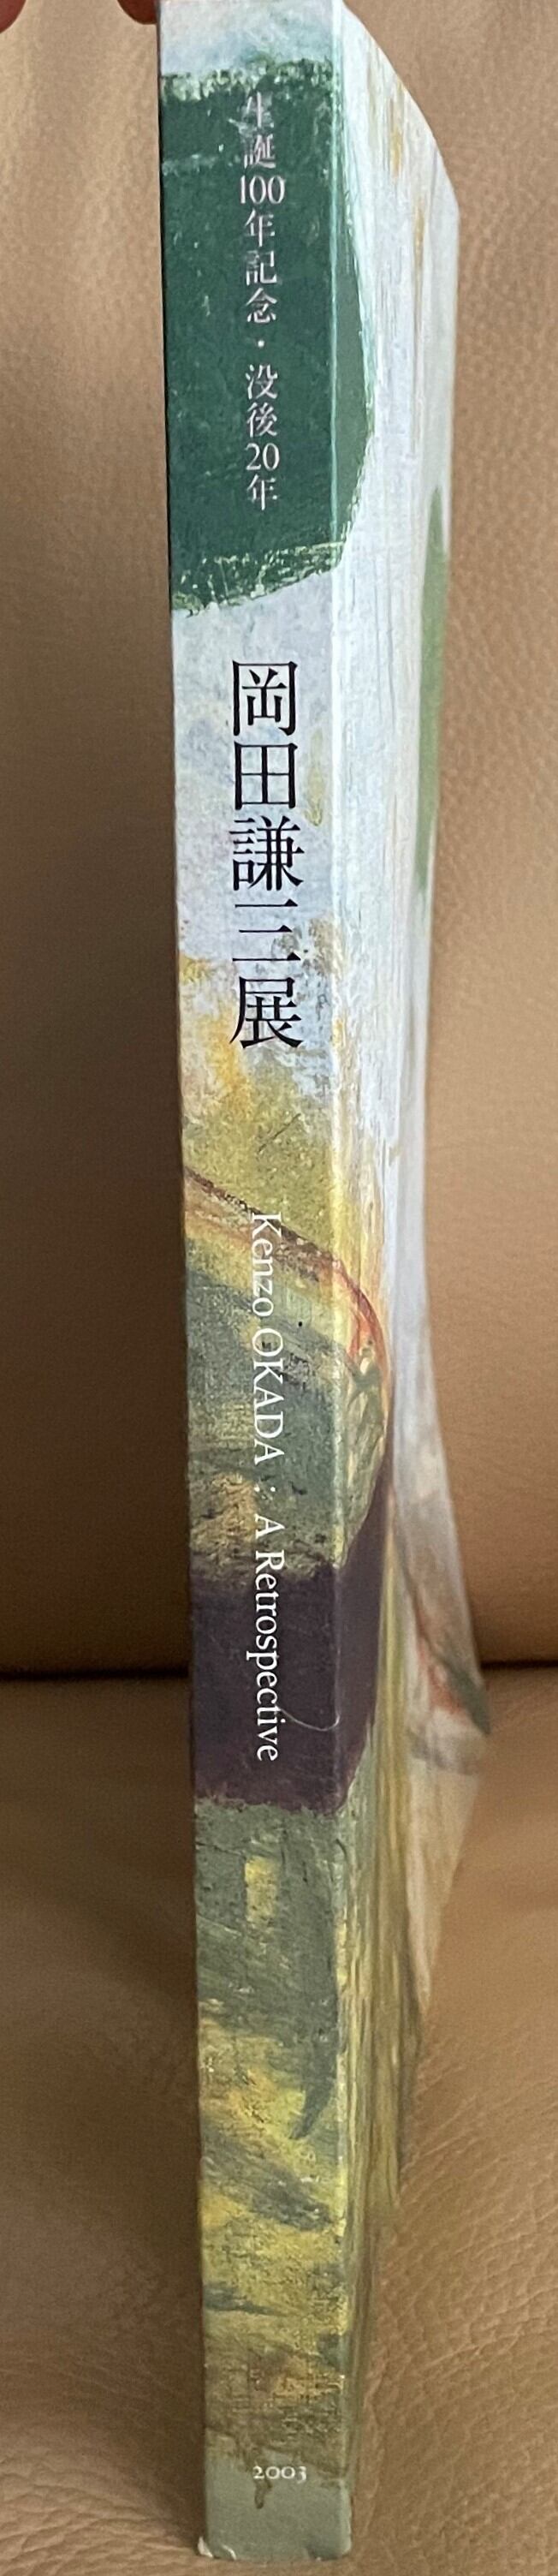 生誕100年記念・没後20年
岡田謙三展
Kenzo OKADA : A Retrospective
2003